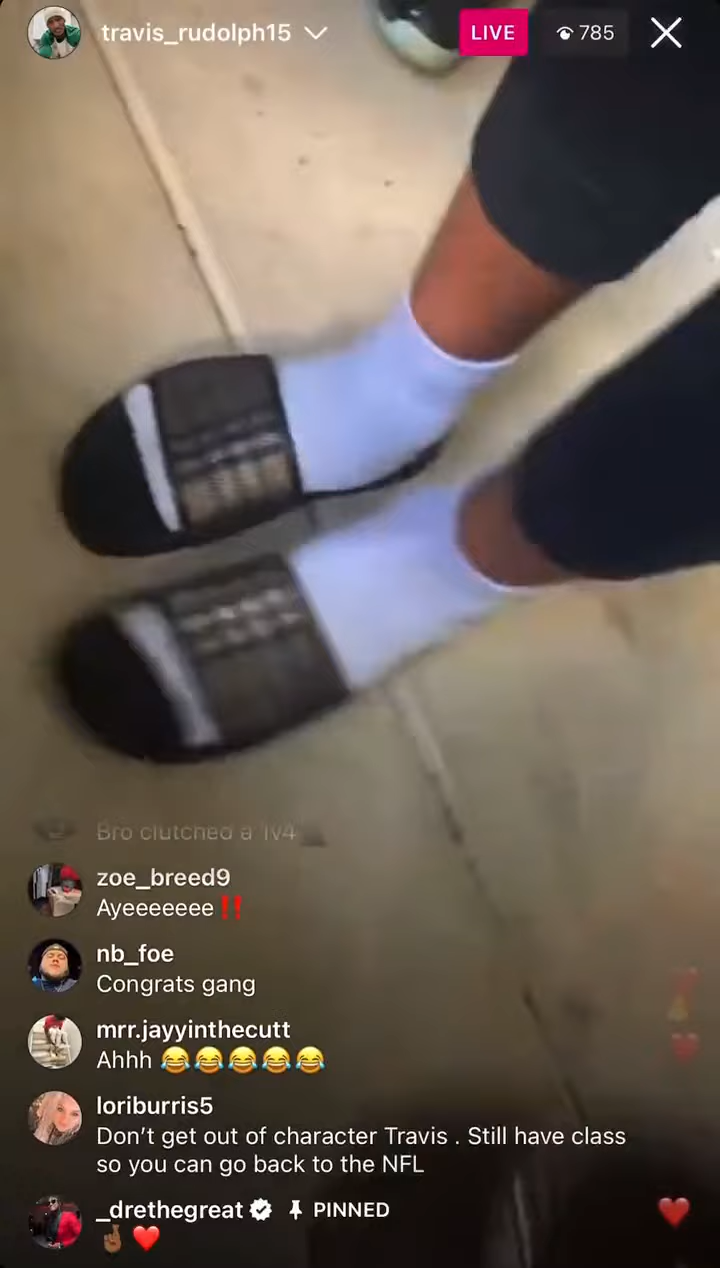 travis_rudolph15
LIVE
785
Bro clutched a 1v4
zoe_breed9
Ayeeeeeee‼️
nb_foe
Congrats gang
mrr.jayyinthecutt
Ahhh 😂😂😂😂😂
loriburris5
Don't get out of character Travis . Still have class
so you can go back to the NFL
_drethegreat PINNED
🤞🏾❤️